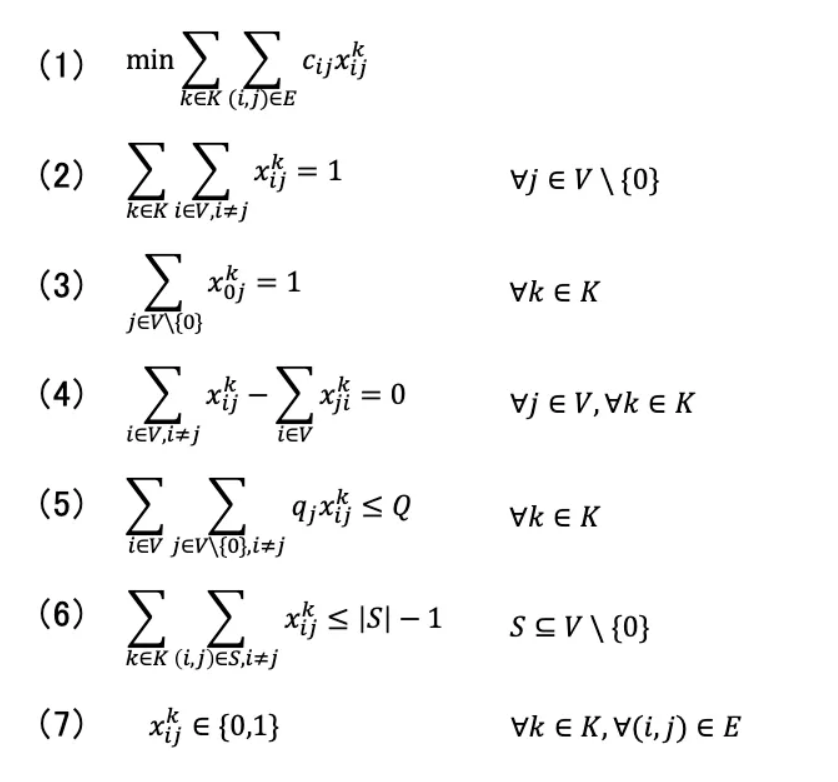 (1) min ∑_{k∈K} ∑_{(i,j)∈E} c_{ij}x_{ij}^k
(2) ∑_{k∈K} ∑_{i∈V,i≠j} x_{ij}^k = 1 ∀j ∈ V \ {0}
(3) ∑_{j∈V\{0}} x_{0j}^k = 1 ∀k ∈ K
(4) ∑_{i∈V,i≠j} x_{ij}^k − ∑_{i∈V} x_{ji}^k = 0 ∀j ∈ V, ∀k ∈ K
(5) ∑_{i∈V} ∑_{j∈V\{0},i≠j} q_j x_{ij}^k ≤ Q ∀k ∈ K
(6) ∑_{k∈K} ∑_{(i,j)∈S,i≠j} x_{ij}^k ≤ |S| − 1 S ⊆ V \ {0}
(7) x_{ij}^k ∈ {0,1} ∀k ∈ K, ∀(i,j) ∈ E